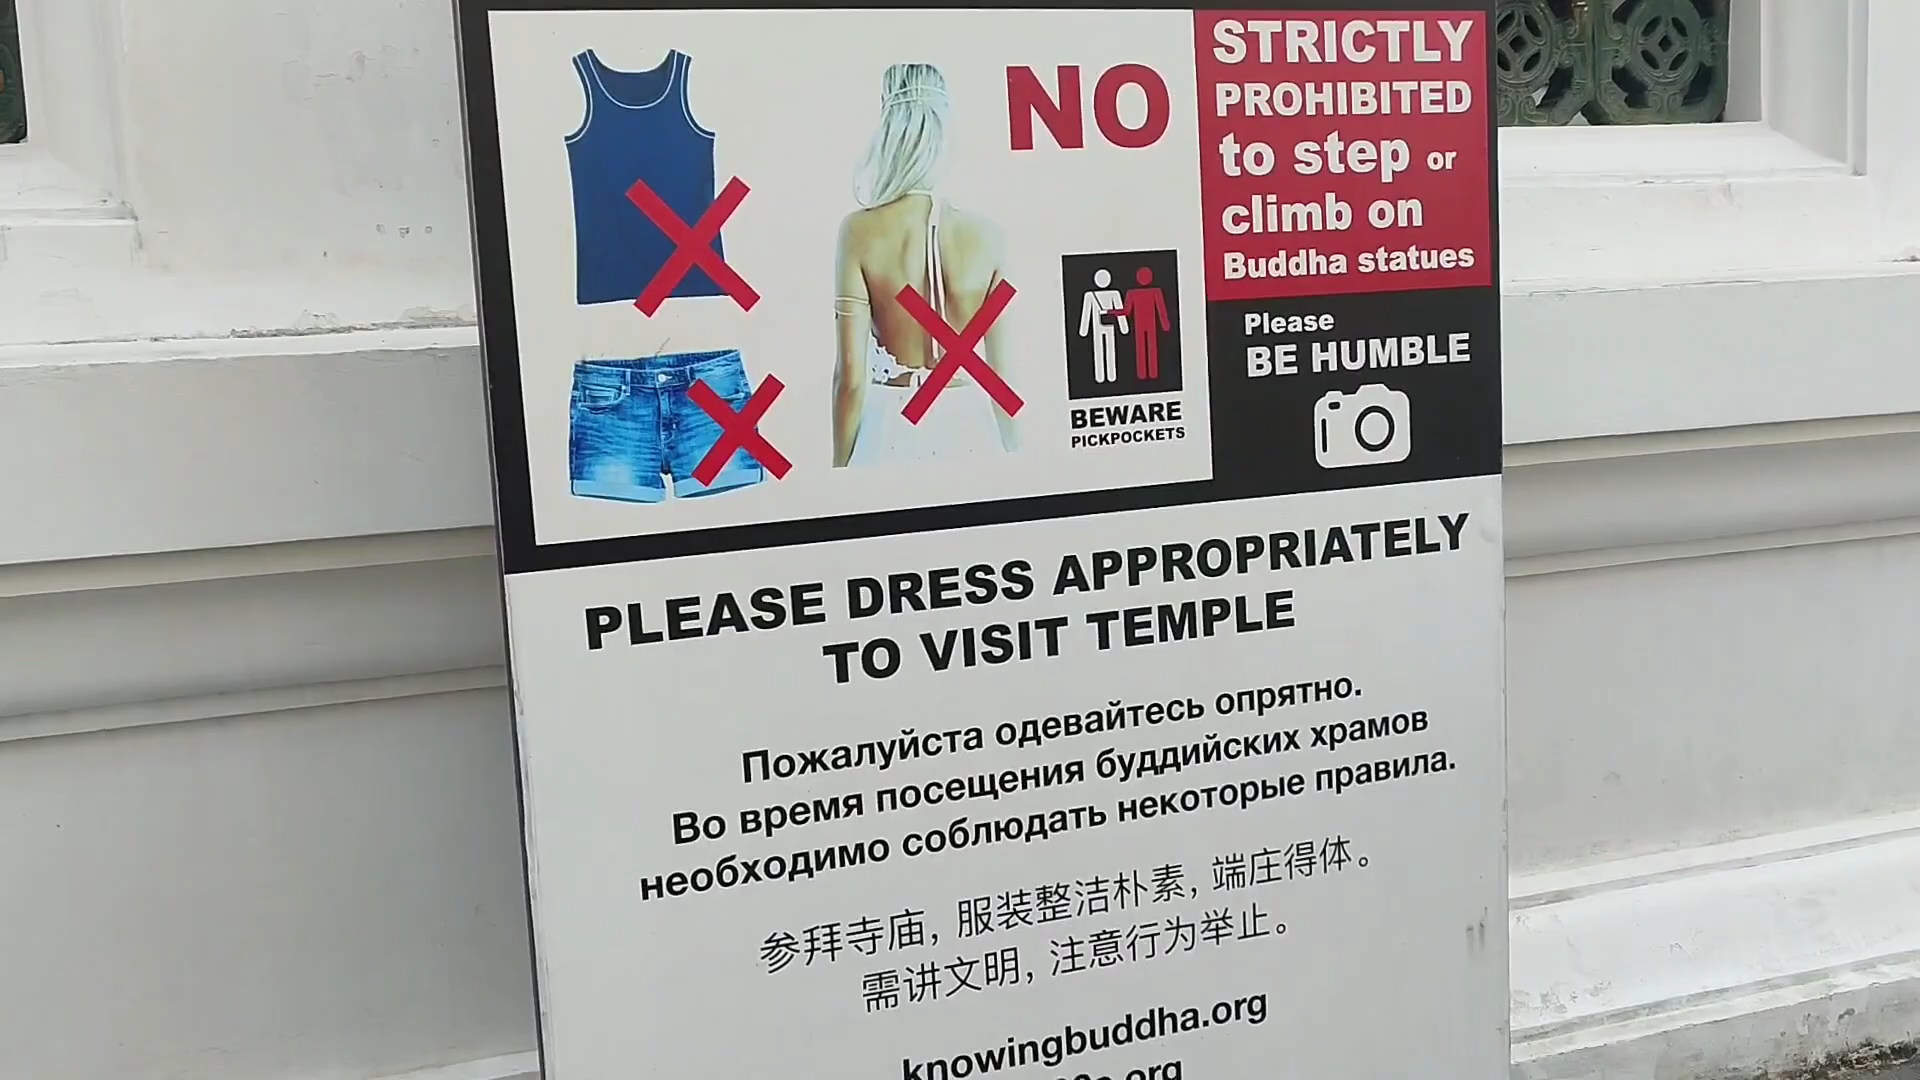 NO
BEWARE
PICKPOCKETS
STRICTLY
PROHIBITED
to step or
climb on
Buddha statues
Please
BE HUMBLE
PLEASE DRESS APPROPRIATELY
TO VISIT TEMPLE
Пожалуйста одевайтесь опрятно.
Во время посещения буддийских храмов
необходимо соблюдать некоторые правила.
参拜寺庙, 服装整洁朴素, 端庄得体。
需讲文明, 注意行为举止。
knowingbuddha.org